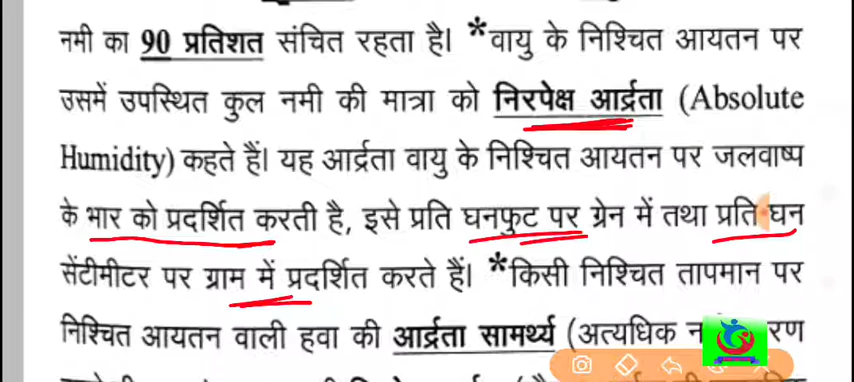 नमी का 90 प्रतिशत संचित रहता है। *वायु के निश्चित आयतन पर
उसमें उपस्थित कुल नमी की मात्रा को निरपेक्ष आर्द्रता (Absolute
Humidity) कहते हैं। यह आर्द्रता वायु के निश्चित आयतन पर जलवाष्प
के भार को प्रदर्शित करती है, इसे प्रति घनफुट पर ग्रेन में तथा प्रति घन
सेंटीमीटर पर ग्राम में प्रदर्शित करते हैं। *किसी निश्चित तापमान पर
निश्चित आयतन वाली हवा की आर्द्रता सामर्थ्य (अत्यधिक